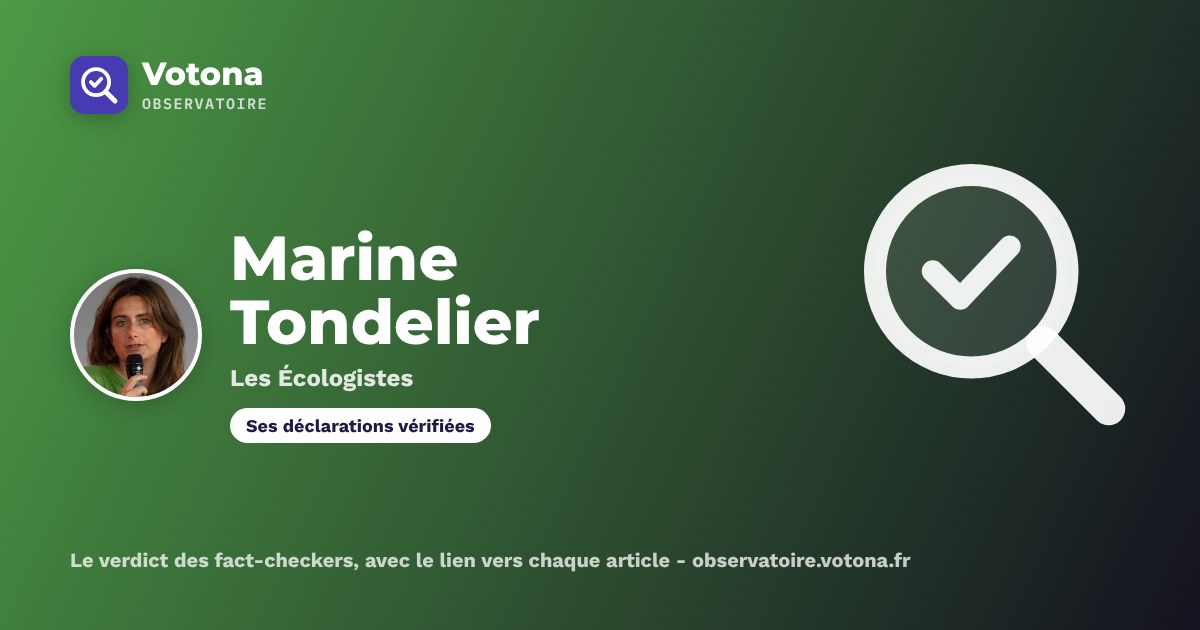 Votona
OBSERVATOIRE
Marine
Tondelier
Les Écologistes
Ses déclarations vérifiées
Le verdict des fact-checkers, avec le lien vers chaque article - observatoire.votona.fr